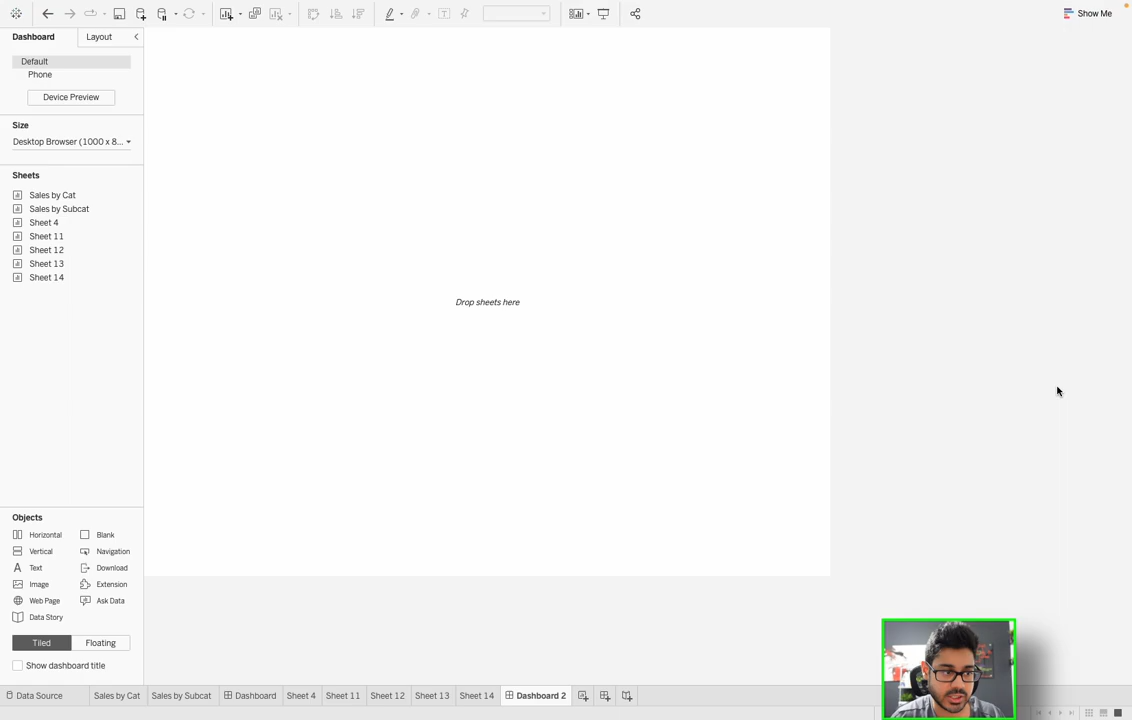 Show Me
Dashboard Layout
Default
Phone
Device Preview
Size
Desktop Browser (1000 x 8...
Sheets
Sales by Cat
Sales by Subcat
Sheet 4
Sheet 11
Sheet 12
Sheet 13
Sheet 14
Drop sheets here
Objects
Horizontal Blank
Vertical Navigation
Text Download
Image Extension
Web Page Ask Data
Data Story
Tiled Floating
Show dashboard title
Data Source Sales by Cat Sales by Subcat Dashboard Sheet 4 Sheet 11 Sheet 12 Sheet 13 Sheet 14 Dashboard 2